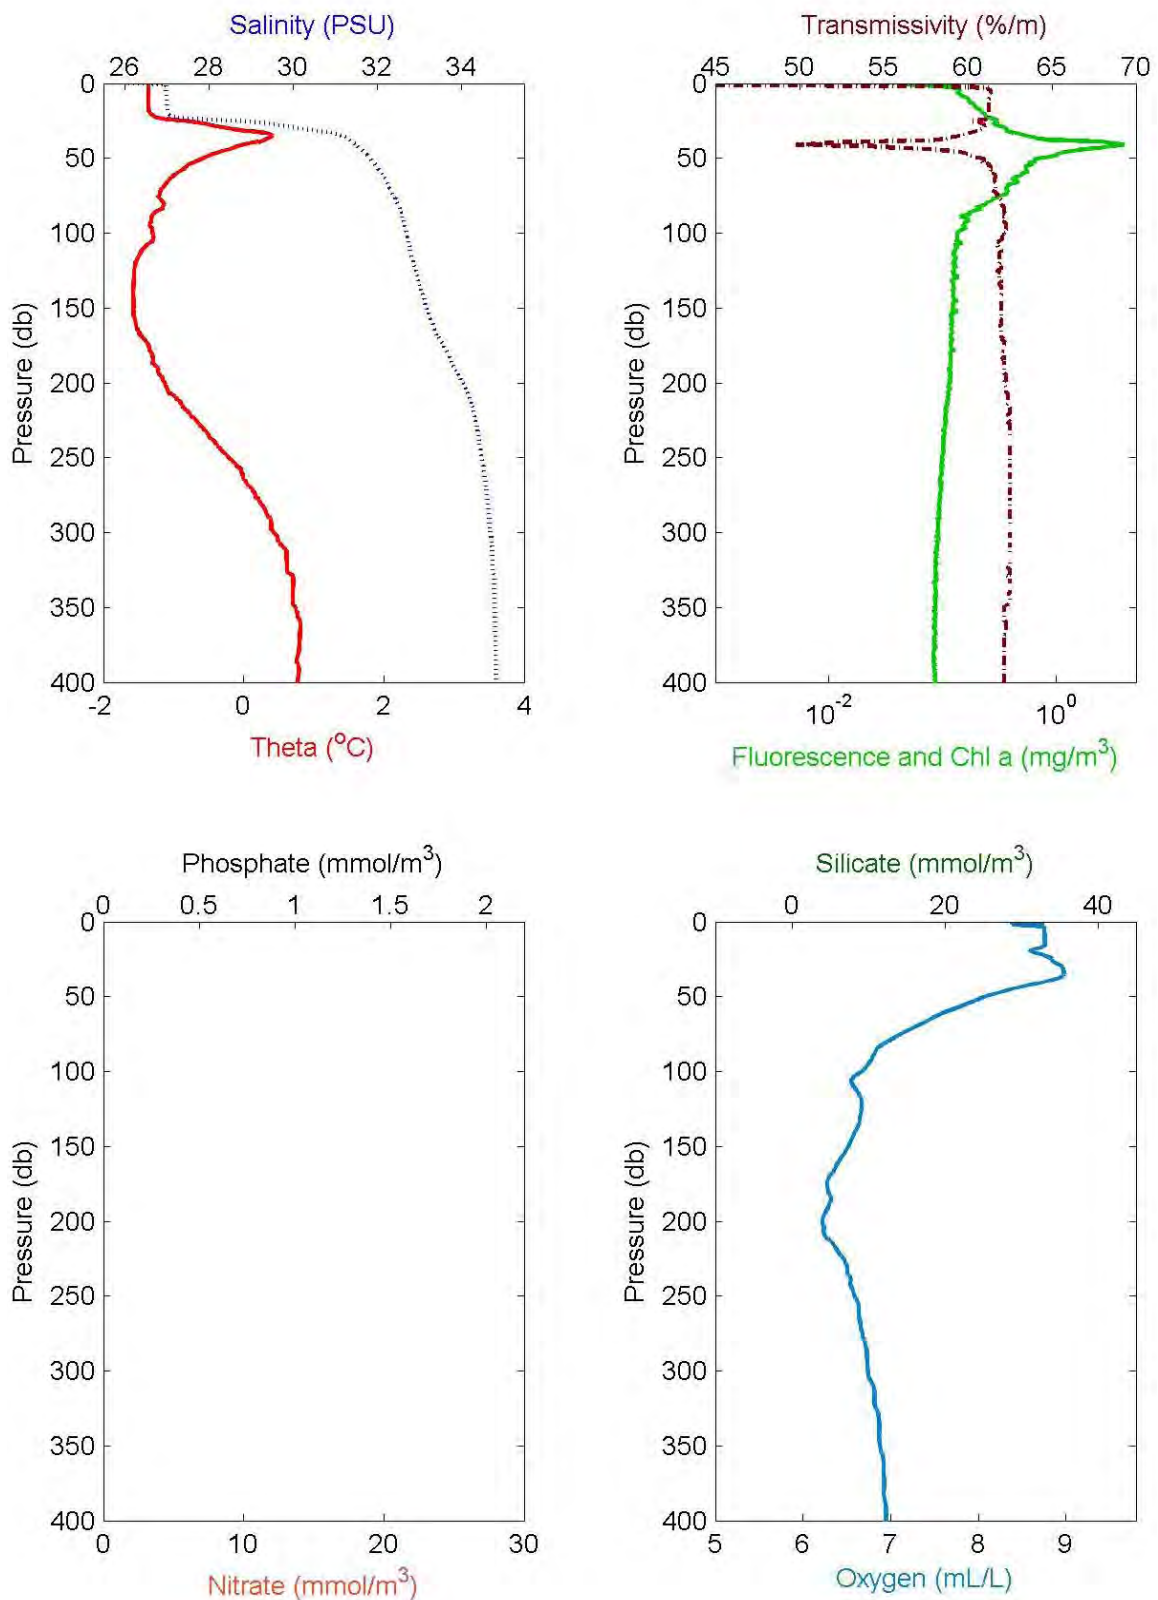 Salinity (PSU)
26 28 30 32 34
0
50
100
150
200
250
300
350
400
Pressure (db)
-2 0 2 4
Theta (°C)
Transmissivity (%/m)
45 50 55 60 65 70
0
50
100
150
200
250
300
350
400
Pressure (db)
10^-2 10^0
Fluorescence and Chl a (mg/m^3)
Phosphate (mmol/m^3)
0 0.5 1 1.5 2
0
50
100
150
200
250
300
350
400
Pressure (db)
0 10 20 30
Nitrate (mmol/m^3)
Silicate (mmol/m^3)
0 20 40
0
50
100
150
200
250
300
350
400
Pressure (db)
5 6 7 8 9
Oxygen (mL/L)